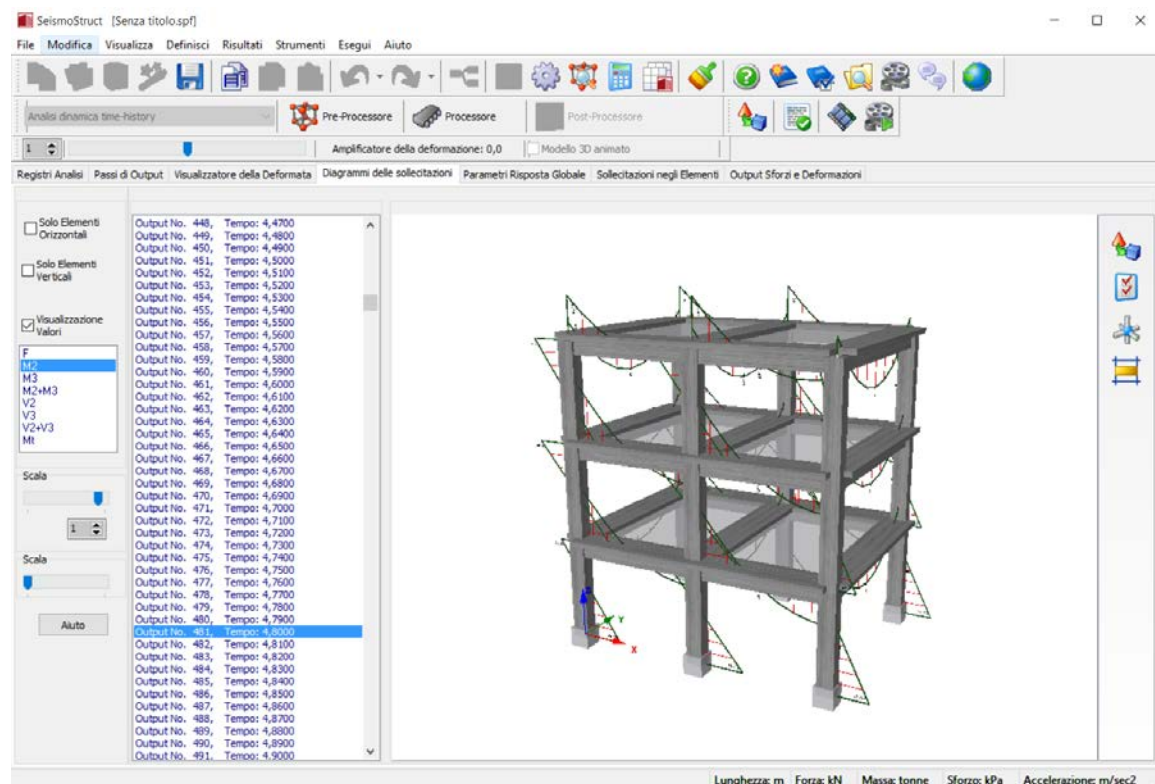 SeismoStruct [Senza titolo.spf]
File Modifica Visualizza Definisci Risultati Strumenti Esegui Aiuto
Analisi dinamica time-history
Pre-Processore
Processore
Post-Processore
1
Amplificatore della deformazione: 0,0
Modello 3D animato
Registri Analisi Passi di Output Visualizzatore della Deformata Diagrammi delle sollecitazioni Parametri Risposta Globale Sollecitazioni negli Elementi Output Sforzi e Deformazioni
Solo Elementi
Orizzontali
Solo Elementi
Verticali
Visualizzazione
Valori
F
M2
M3
M2+M3
V2
V3
V2+V3
Mt
Scala
1
Scala
Aiuto
Output No. 448, Tempo: 4,4700
Output No. 449, Tempo: 4,4800
Output No. 450, Tempo: 4,4900
Output No. 451, Tempo: 4,5000
Output No. 452, Tempo: 4,5100
Output No. 453, Tempo: 4,5200
Output No. 454, Tempo: 4,5300
Output No. 455, Tempo: 4,5400
Output No. 456, Tempo: 4,5500
Output No. 457, Tempo: 4,5600
Output No. 458, Tempo: 4,5700
Output No. 459, Tempo: 4,5800
Output No. 460, Tempo: 4,5900
Output No. 461, Tempo: 4,6000
Output No. 462, Tempo: 4,6100
Output No. 463, Tempo: 4,6200
Output No. 464, Tempo: 4,6300
Output No. 465, Tempo: 4,6400
Output No. 466, Tempo: 4,6500
Output No. 467, Tempo: 4,6600
Output No. 468, Tempo: 4,6700
Output No. 469, Tempo: 4,6800
Output No. 470, Tempo: 4,6900
Output No. 471, Tempo: 4,7000
Output No. 472, Tempo: 4,7100
Output No. 473, Tempo: 4,7200
Output No. 474, Tempo: 4,7300
Output No. 475, Tempo: 4,7400
Output No. 476, Tempo: 4,7500
Output No. 477, Tempo: 4,7600
Output No. 478, Tempo: 4,7700
Output No. 479, Tempo: 4,7800
Output No. 480, Tempo: 4,7900
Output No. 481, Tempo: 4,8000
Output No. 482, Tempo: 4,8100
Output No. 483, Tempo: 4,8200
Output No. 484, Tempo: 4,8300
Output No. 485, Tempo: 4,8400
Output No. 486, Tempo: 4,8500
Output No. 487, Tempo: 4,8600
Output No. 488, Tempo: 4,8700
Output No. 489, Tempo: 4,8800
Output No. 490, Tempo: 4,8900
Output No. 491, Tempo: 4,9000
Y
X
Lunghezza: m Forza: kN Massa: tonne Sforzo: kPa Accelerazione: m/sec2